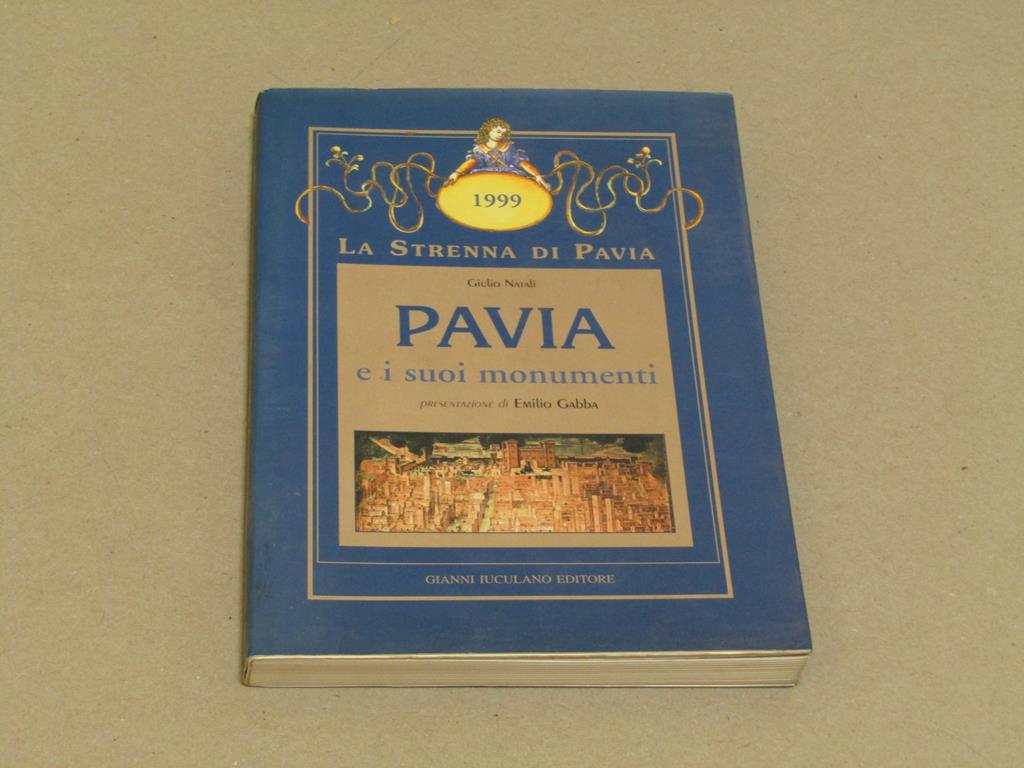 1999
LA STRENNA DI PAVIA
GIULIO NATALI
PAVIA
e i suoi monumenti
PRESENTAZIONE di EMILIO GABBA
GIANNI IUCULANO EDITORE